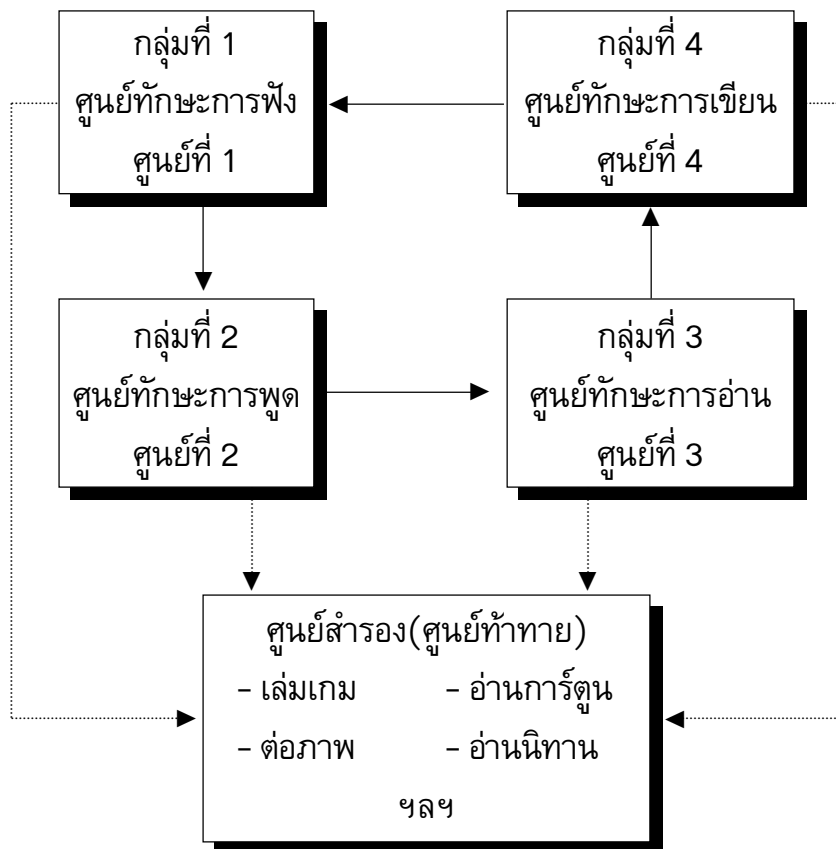 กลุ่มที่ 1
ศูนย์ทักษะการฟัง
ศูนย์ที่ 1
กลุ่มที่ 4
ศูนย์ทักษะการเขียน
ศูนย์ที่ 4
กลุ่มที่ 2
ศูนย์ทักษะการพูด
ศูนย์ที่ 2
กลุ่มที่ 3
ศูนย์ทักษะการอ่าน
ศูนย์ที่ 3
ศูนย์สำรอง(ศูนย์ท้าทาย)
- เล่มเกม - อ่านการ์ตูน
- ต่อภาพ - อ่านนิทาน
ฯลฯ